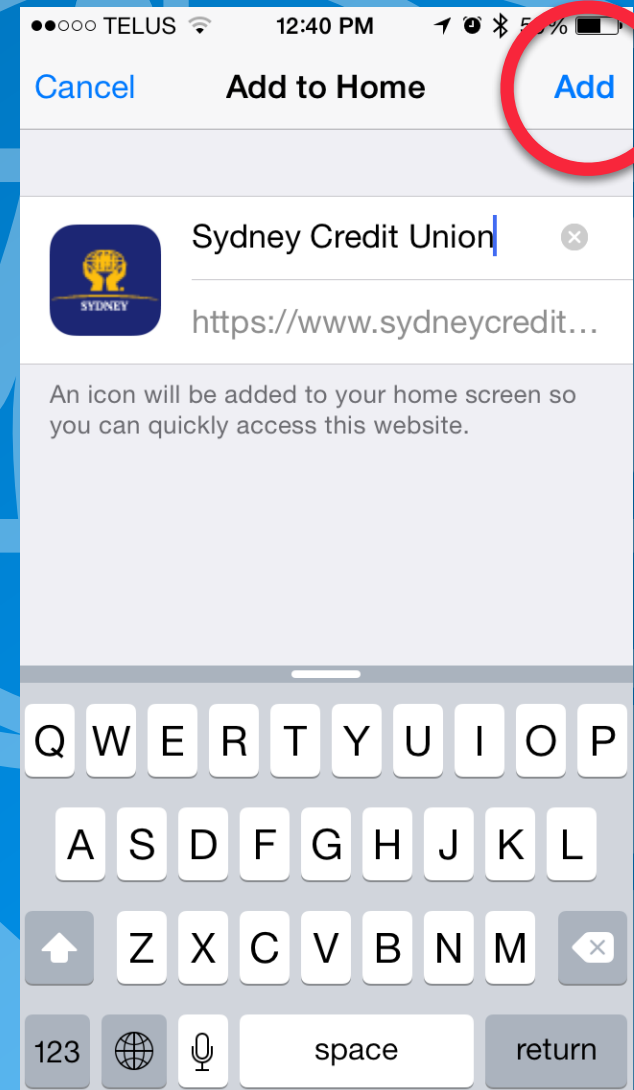 TELUS 12:40 PM
Cancel Add to Home Add
Sydney Credit Union
SYDNEY
https://www.sydneycredit...
An icon will be added to your home screen so
you can quickly access this website.
Q W E R T Y U I O P
A S D F G H J K L
Z X C V B N M
123 space return